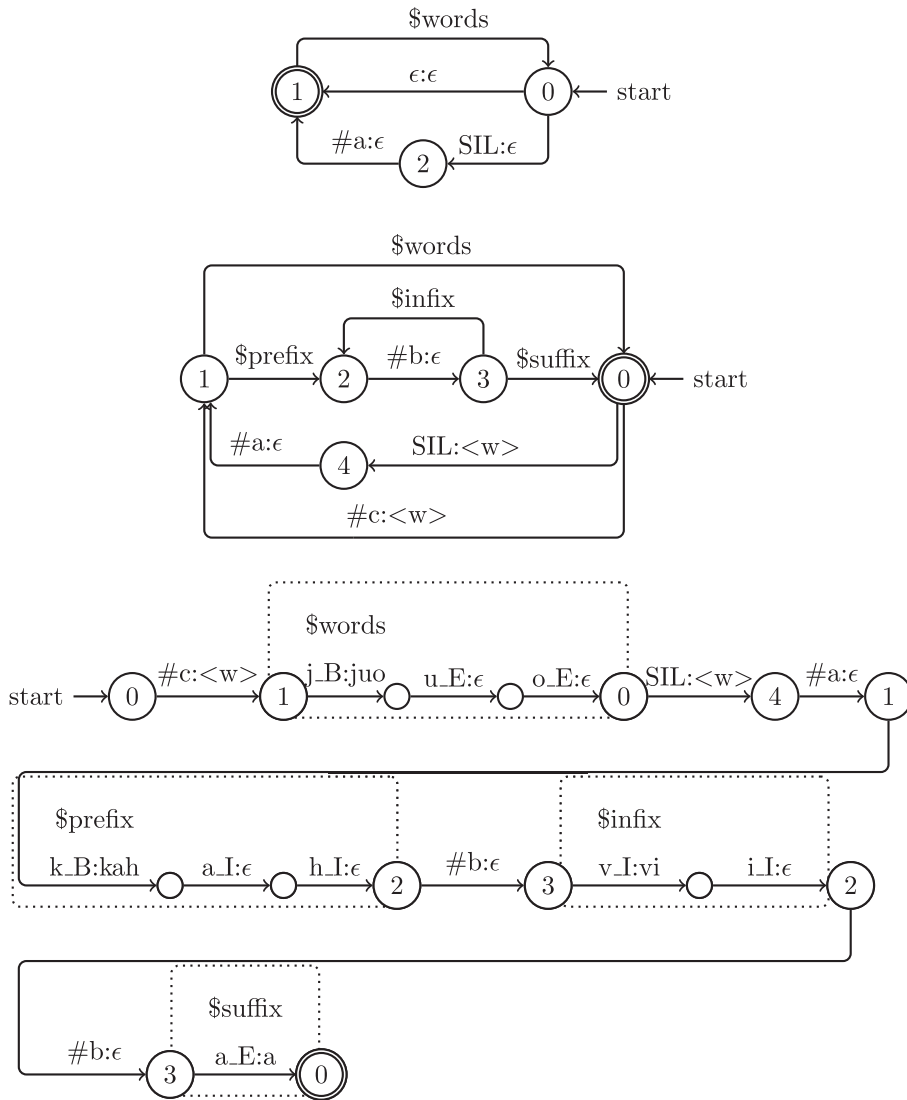 $words
ϵ:ϵ
1 0 start
#a:ϵ 2 SIL:ϵ
$words
$infix
$prefix #b:ϵ $suffix
1 2 3 0 start
#a:ϵ 4 SIL:<w>
#c:<w>
$words
start 0 #c:<w> 1 j_B:juo u_E:ϵ o_E:ϵ 0 SIL:<w> 4 #a:ϵ 1
$prefix $infix
k_B:kah a_I:ϵ h_I:ϵ 2 #b:ϵ 3 v_I:vi i_I:ϵ 2
$suffix
#b:ϵ 3 a_E:a 0